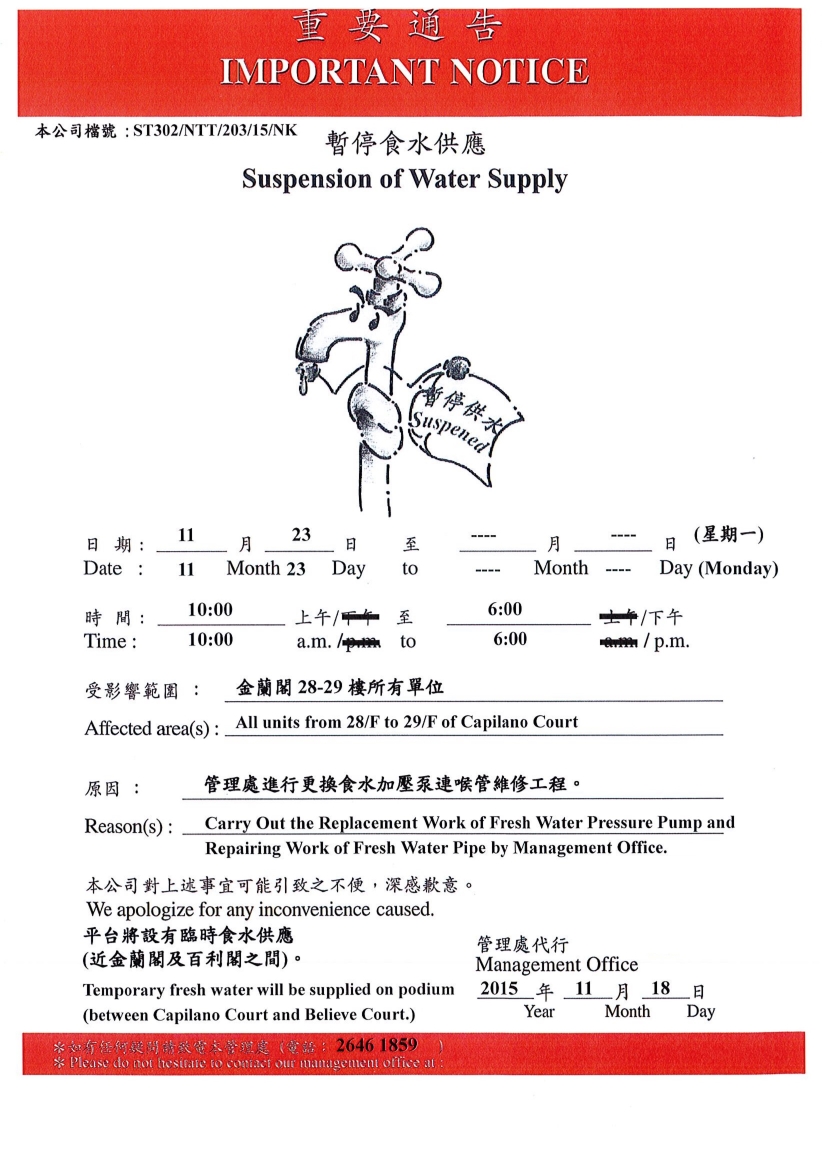 重要通告
IMPORTANT NOTICE
本公司檔號 : ST302/NTT/203/15/NK
暫停食水供應
Suspension of Water Supply
暫停供水
Suspened
日 期 : 11 月 23 日 至 ---- 月 ---- 日 (星期一)
Date : 11 Month 23 Day to ---- Month ---- Day (Monday)
時 間 : 10:00 上午/下午 至 6:00 上午/下午
Time : 10:00 a.m. /p.m. to 6:00 a.m. / p.m.
受影響範圍 : 金蘭閣 28-29 樓所有單位
Affected area(s) : All units from 28/F to 29/F of Capilano Court
原因 : 管理處進行更換食水加壓泵連喉管維修工程。
Reason(s) : Carry Out the Replacement Work of Fresh Water Pressure Pump and
Repairing Work of Fresh Water Pipe by Management Office.
本公司對上述事宜可能引致之不便，深感歉意。
We apologize for any inconvenience caused.
平台將設有臨時食水供應
(近金蘭閣及百利閣之間)。
Temporary fresh water will be supplied on podium
(between Capilano Court and Believe Court.)
管理處代行
Management Office
2015 年 11 月 18 日
Year Month Day
※如有任何疑問請致電本管理處 (電話 : 2646 1859 )
※ Please do not hesitate to contact our management office at :